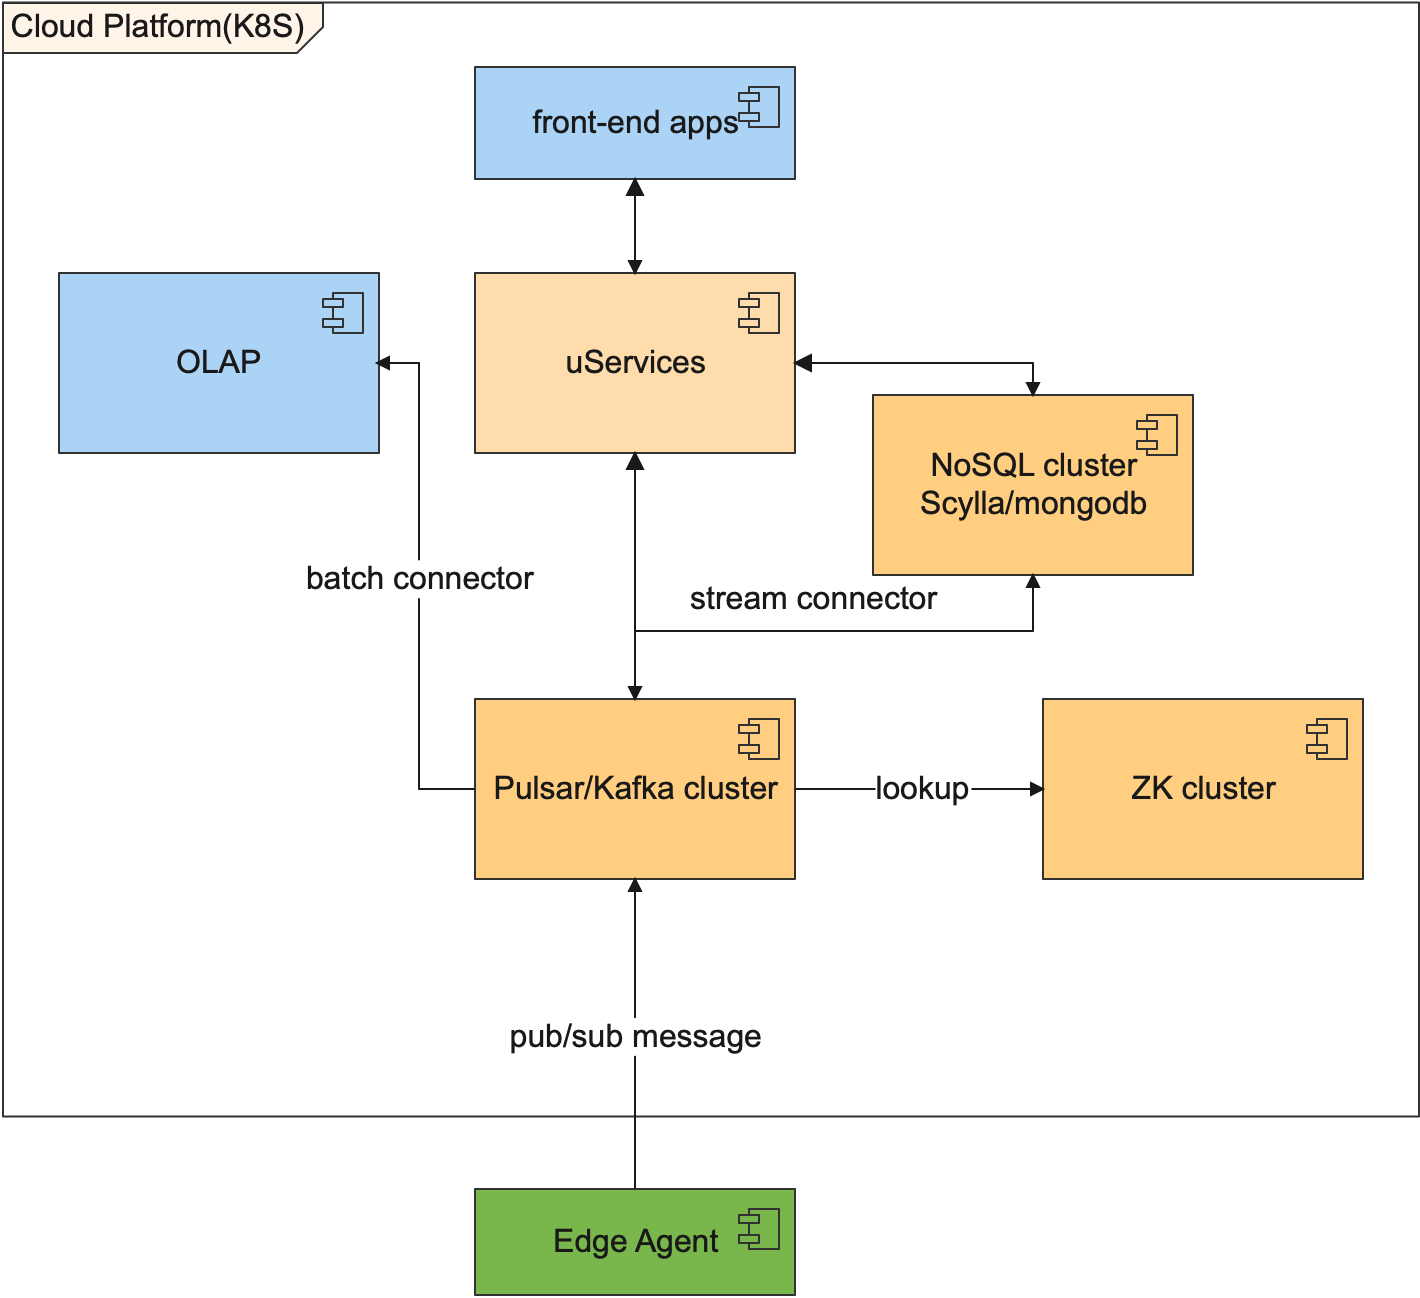 Cloud Platform(K8S)
front-end apps
OLAP
uServices
NoSQL cluster
Scylla/mongodb
batch connector
stream connector
Pulsar/Kafka cluster
lookup
ZK cluster
pub/sub message
Edge Agent